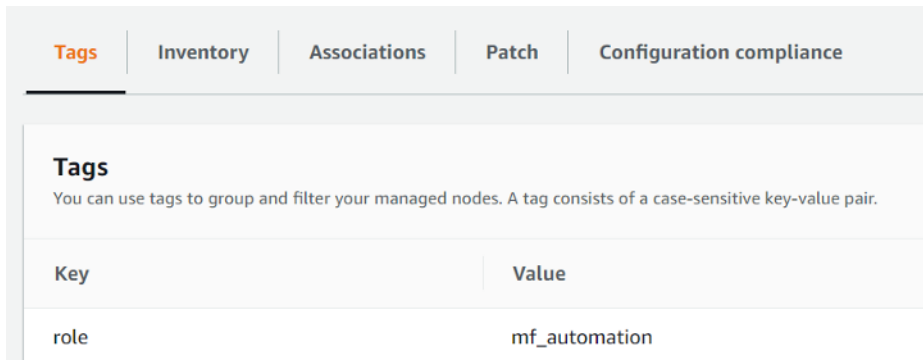 Tags Inventory Associations Patch Configuration compliance
Tags
You can use tags to group and filter your managed nodes. A tag consists of a case-sensitive key-value pair.
Key Value
role mf_automation